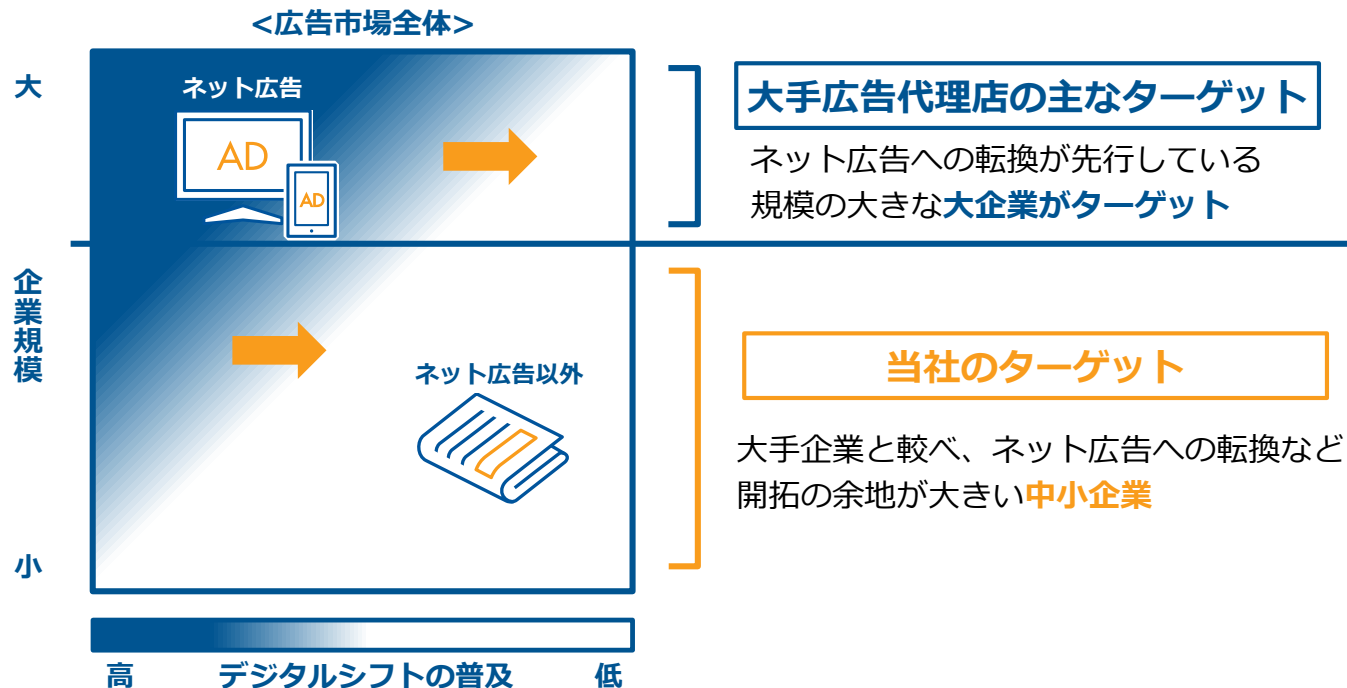 <広告市場全体>
大
企業規模
小
ネット広告
AD
AD
ネット広告以外
高
デジタルシフトの普及
低
大手広告代理店の主なターゲット
ネット広告への転換が先行している
規模の大きな大企業がターゲット
当社のターゲット
大手企業と較べ、ネット広告への転換など
開拓の余地が大きい中小企業